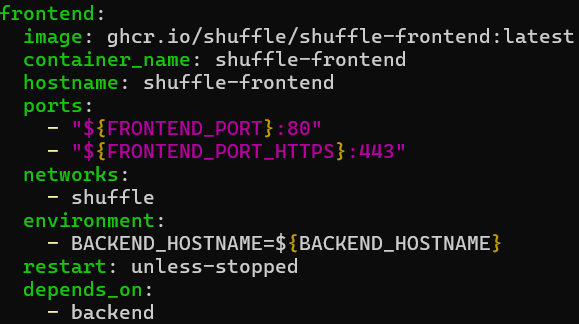 frontend:
  image: ghcr.io/shuffle/shuffle-frontend:latest
  container_name: shuffle-frontend
  hostname: shuffle-frontend
  ports:
    - "${FRONTEND_PORT}:80"
    - "${FRONTEND_PORT_HTTPS}:443"
  networks:
    - shuffle
  environment:
    - BACKEND_HOSTNAME=${BACKEND_HOSTNAME}
  restart: unless-stopped
  depends_on:
    - backend